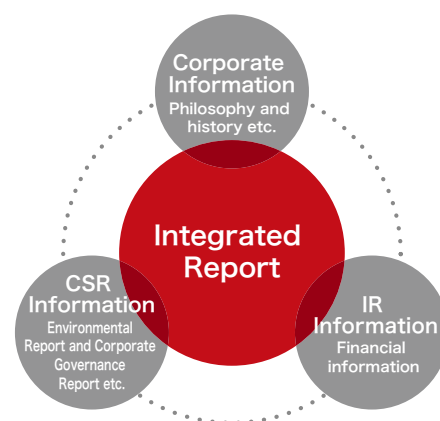 Corporate
Information
Philosophy and
history etc.
Integrated
Report
CSR
Information
Environmental
Report and Corporate
Governance
Report etc.
IR
Information
Financial
information